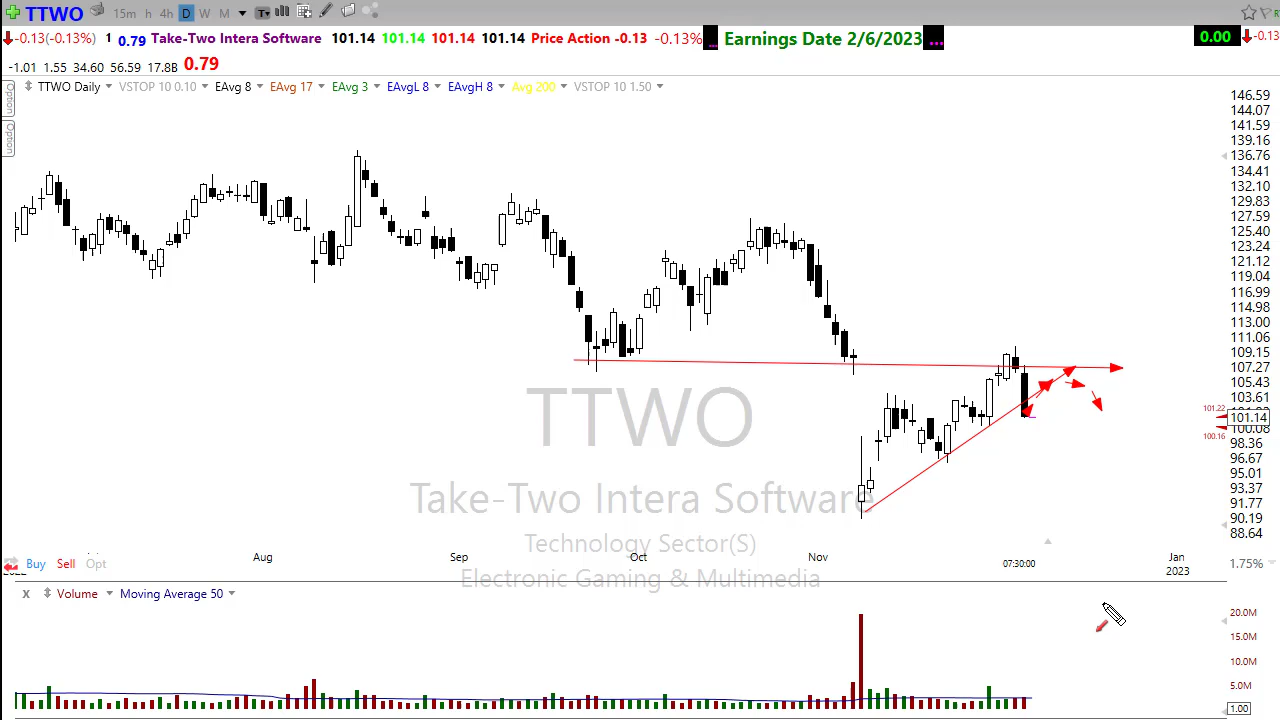 TTWO 15m h 4h D W M T
-0.13(-0.13%) 1 0.79 Take-Two Intera Software 101.14 101.14 101.14 101.14 Price Action -0.13 -0.13% ... Earnings Date 2/6/2023 ... 0.00 -0.13
-1.01 1.55 34.60 56.59 17.8B 0.79
TTWO Daily VSTOP 10 0.10 EAvg 8 EAvg 17 EAvg 3 EAvgL 8 EAvgH 8 Avg 200 VSTOP 10 1.50
Option
Option
146.59
144.07
141.59
139.16
136.76
134.41
132.10
129.83
127.59
125.40
123.24
121.12
119.04
116.99
114.98
113.00
111.06
109.15
107.27
105.43
103.61
101.22
101.14
100.08
100.16
98.36
96.67
95.01
93.37
91.77
90.19
88.64
TTWO
Take-Two Intera Software
Technology Sector(S)
Electronic Gaming & Multimedia
Aug Sep Oct Nov 07:30:00 Jan
2023
Buy Sell Opt 1.75%
x Volume Moving Average 50
20.0M
15.0M
10.0M
5.0M
1.00